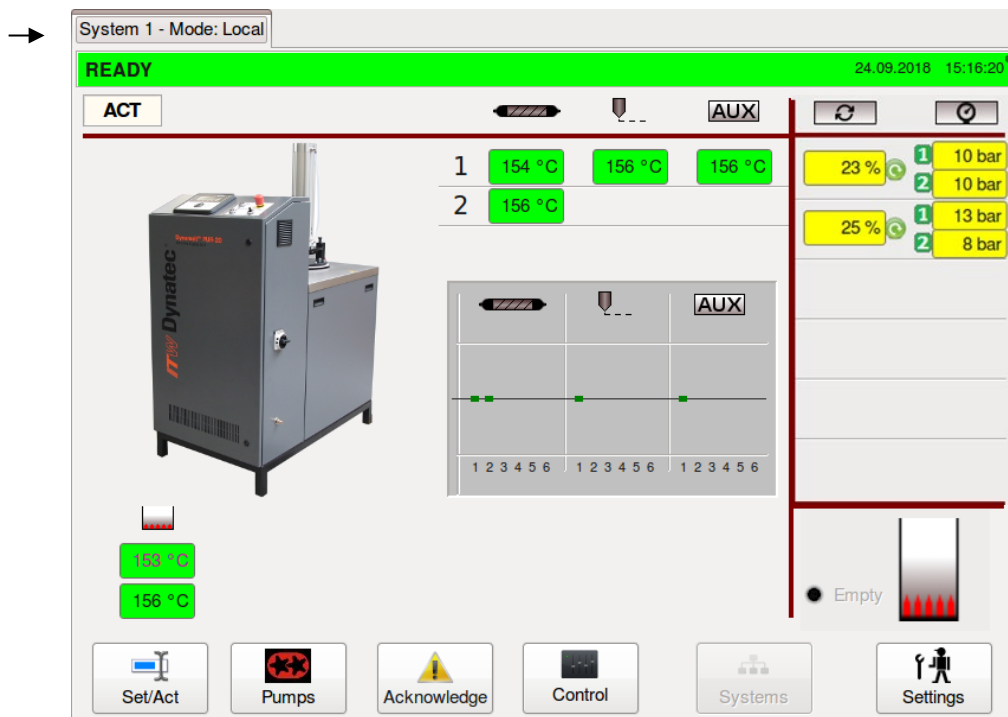 System 1 - Mode: Local
READY 24.09.2018 15:16:20
ACT AUX
1 154 °C 156 °C 156 °C
2 156 °C
23 % 1 10 bar
2 10 bar
25 % 1 13 bar
2 8 bar
ITW Dynatec
AUX
1 2 3 4 5 6 1 2 3 4 5 6 1 2 3 4 5 6
153 °C
156 °C
Empty
Set/Act Pumps Acknowledge Control Systems Settings